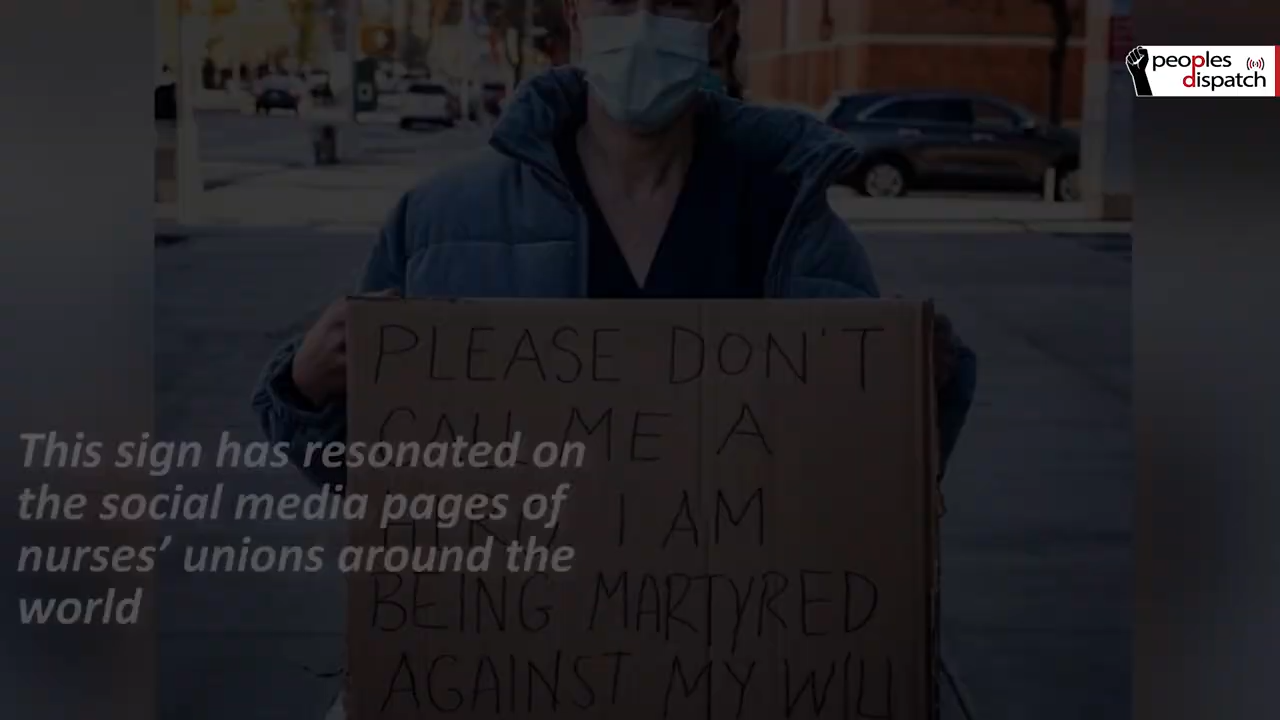 peoples
dispatch
PLEASE DON'T
CALL ME A
I AM
BEING MARTYRED
AGAINST MY WILL
This sign has resonated on
the social media pages of
nurses’ unions around the
world